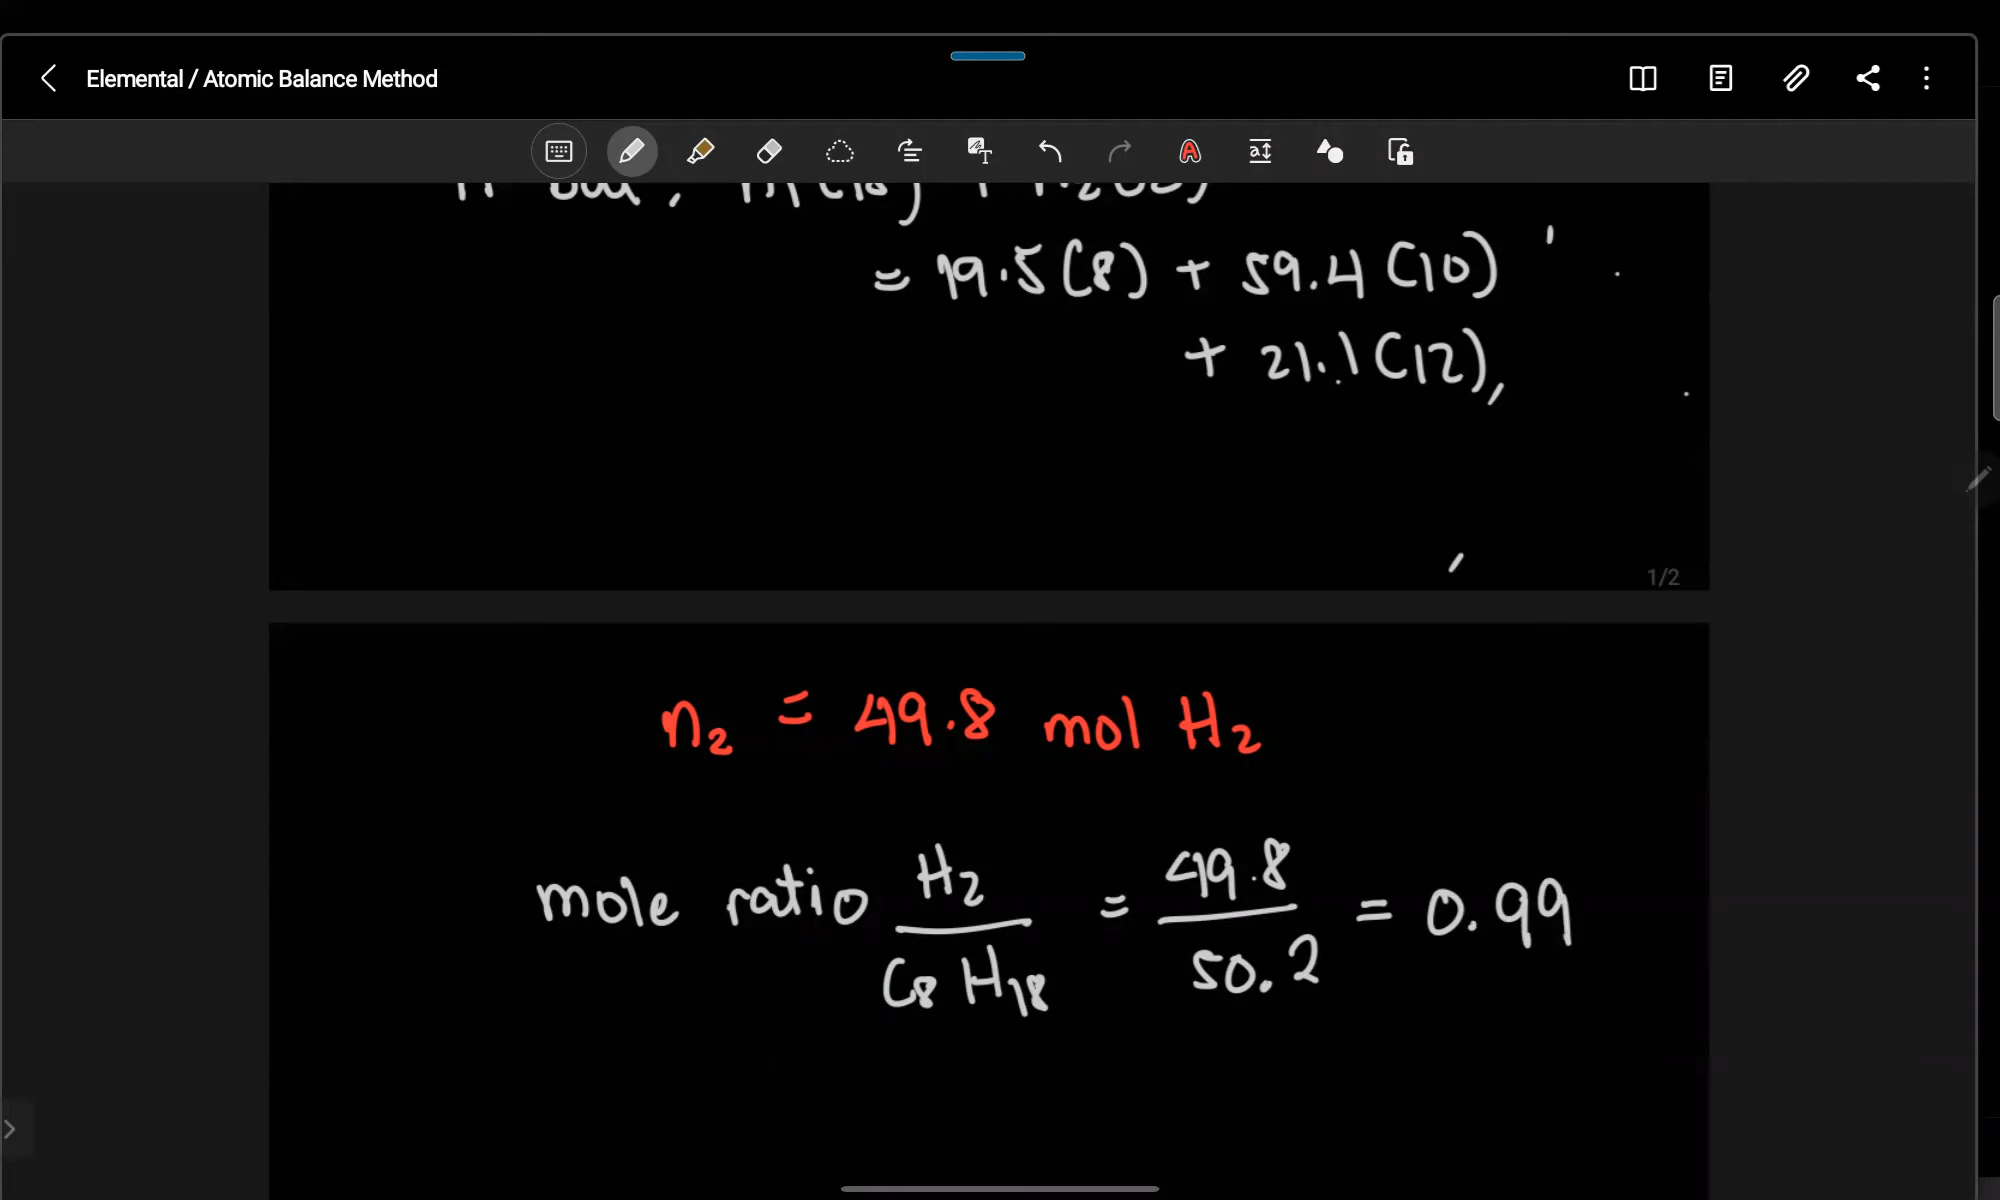 Elemental / Atomic Balance Method
= 19.5 (8) + 59.4 (10)
+ 21.1 (12),
1/2
n₂ = 49.8 mol H₂
mole ratio H₂ / C₈H₁₈ = 49.8 / 50.2 = 0.99